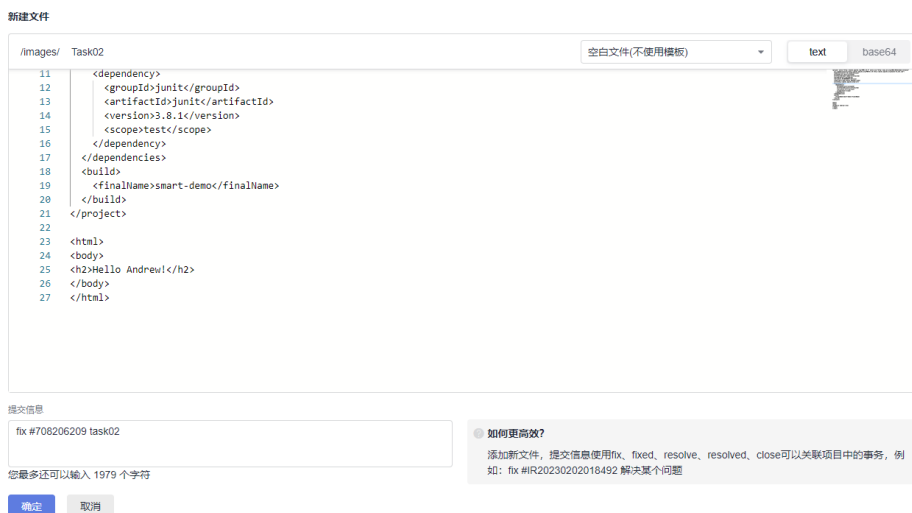 新建文件
/images/ Task02 空白文件(不使用模板) text base64
11 <dependency>
12 <groupId>junit</groupId>
13 <artifactId>junit</artifactId>
14 <version>3.8.1</version>
15 <scope>test</scope>
16 </dependency>
17 </dependencies>
18 <build>
19 <finalName>smart-demo</finalName>
20 </build>
21 </project>
22
23 <html>
24 <body>
25 <h2>Hello Andrew!</h2>
26 </body>
27 </html>
提交信息
fix #708206209 task02
您最多还可以输入 1979 个字符
如何更高效?
添加新文件，提交信息使用fix、fixed、resolve、resolved、close可以关联项目中的事务，例
如：fix #IR20230202018492 解决某个问题
确定 取消